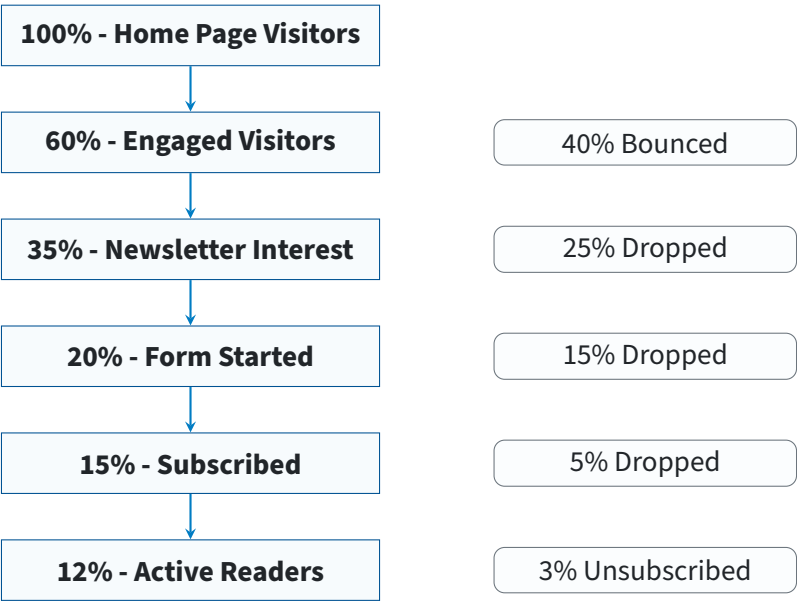 100% - Home Page Visitors
60% - Engaged Visitors
40% Bounced
35% - Newsletter Interest
25% Dropped
20% - Form Started
15% Dropped
15% - Subscribed
5% Dropped
12% - Active Readers
3% Unsubscribed